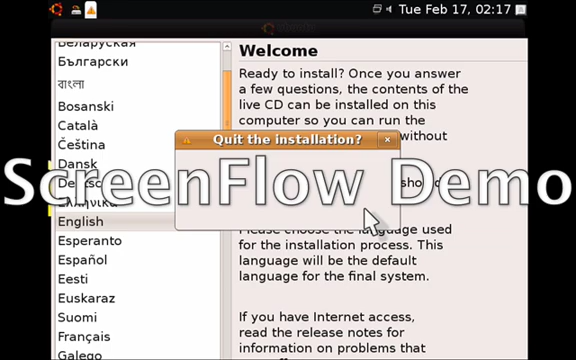 Tue Feb 17, 02:17
Беларуская
Български
বাংলা
Bosanski
Català
Čeština
Dansk
English
Esperanto
Español
Eesti
Euskaraz
Suomi
Français
Galego
Welcome
Ready to install? Once you answer
a few questions, the contents of the
live CD can be installed on this
computer so you can run the
without
Quit the installation?
ScreenFlow Demo
Please choose the language used
for the installation process. This
language will be the default
language for the final system.
If you have Internet access,
read the release notes for
information on problems that